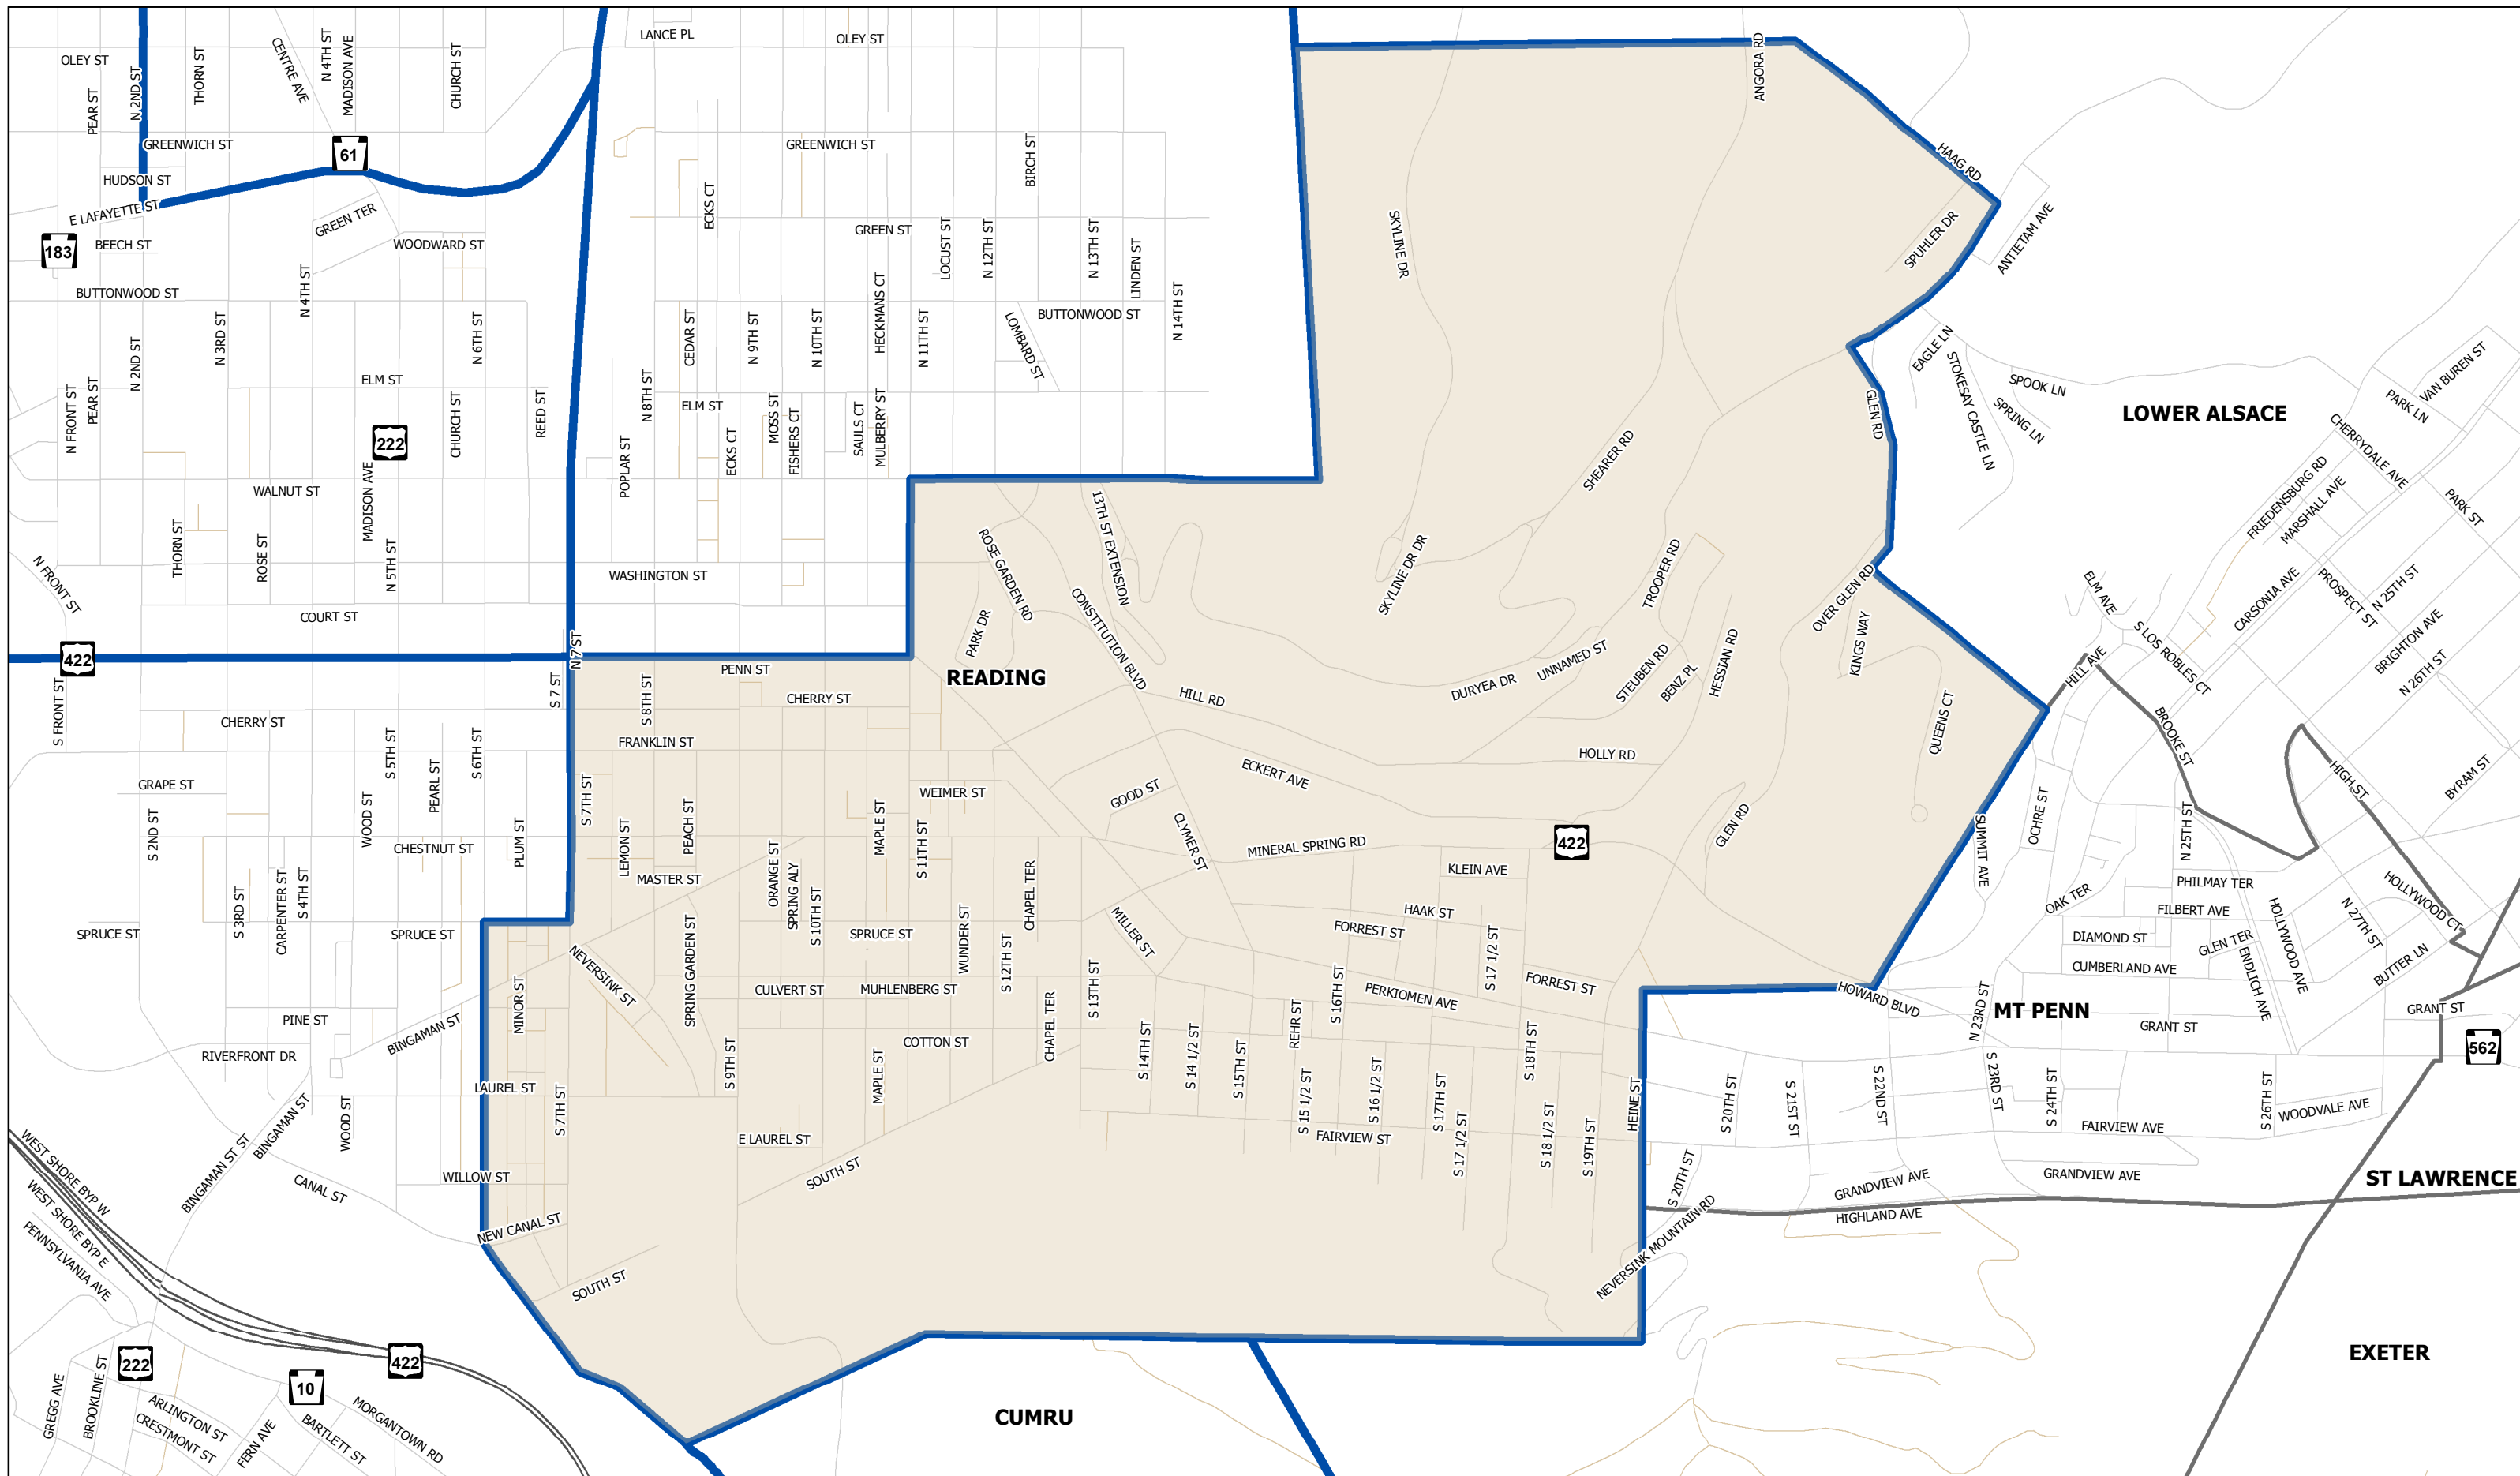 LANCE PL
OLEY ST
OLEY ST
PEAR ST
N 2ND ST
THORN ST
CENTRE AVE
N 4TH ST
MADISON AVE
CHURCH ST
ANGORA RD
GREENWICH ST
61
GREENWICH ST
BIRCH ST
HAAG RD
HUDSON ST
E LAFAYETTE ST
GREEN TER
ECKS CT
183
BEECH ST
WOODWARD ST
GREEN ST
LOCUST ST
N 12TH ST
N 13TH ST
LINDEN ST
SKYLINE DR
SPUHLER DR
ANTIETAM AVE
BUTTONWOOD ST
N 4TH ST
HECKMANS CT
BUTTONWOOD ST
N 14TH ST
N 2ND ST
N 3RD ST
N 6TH ST
CEDAR ST
N 9TH ST
N 10TH ST
N 11TH ST
LOMBARD ST
EAGLE LN
STOKESAY CASTLE LN
SPOOK LN
SPRING LN
VAN BUREN ST
PARK LN
N FRONT ST
PEAR ST
ELM ST
CHURCH ST
REED ST
N 8TH ST
ELM ST
MOSS ST
FISHERS CT
SAULS CT
MULBERRY ST
GLEN RD
LOWER ALSACE
CHERRYDALE AVE
222
POPLAR ST
ECKS CT
SHEARER RD
FRIEDENSBURG RD
MARSHALL AVE
PARK ST
WALNUT ST
MADISON AVE
13TH ST EXTENSION
THORN ST
ROSE ST
N 5TH ST
ROSE GARDEN RD
SKYLINE DR DR
TROOPER RD
N FRONT ST
WASHINGTON ST
CONSTITUTION BLVD
OVER GLEN RD
ELM AVE
CARSONIA AVE
PROSPECT ST
N 25TH ST
COURT ST
PARK DR
KINGS WAY
S LOS ROBLES CT
BRIGHTON AVE
422
N 7 ST
PENN ST
READING
HILL RD
DURYEA DR
UNNAMED ST
STEUBEN RD
BENZ PL
HESSIAN RD
HILL AVE
N 26TH ST
S FRONT ST
S 7 ST
S 8TH ST
CHERRY ST
CHERRY ST
QUEENS CT
BROOKE ST
S 5TH ST
S 6TH ST
FRANKLIN ST
HOLLY RD
GRAPE ST
PEARL ST
S 7TH ST
WEIMER ST
GOOD ST
ECKERT AVE
HIGH ST
BYRAM ST
S 2ND ST
WOOD ST
CHESTNUT ST
PLUM ST
LEMON ST
PEACH ST
MAPLE ST
S 11TH ST
CLYMER ST
MINERAL SPRING RD
422
GLEN RD
SUMMIT AVE
OCHRE ST
N 25TH ST
MASTER ST
ORANGE ST
SPRING ALY
S 10TH ST
CHAPEL TER
KLEIN AVE
PHILMAY TER
HOLLYWOOD CT
S 3RD ST
CARPENTER ST
S 4TH ST
HAAK ST
OAK TER
FILBERT AVE
N 27TH ST
SPRUCE ST
SPRUCE ST
SPRING GARDEN ST
SPRUCE ST
WUNDER ST
S 12TH ST
MILLER ST
FORREST ST
S 17 1/2 ST
DIAMOND ST
GLEN TER
HOLLYWOOD AVE
NEVERSINK ST
CUMBERLAND AVE
ENDLICH AVE
BUTTER LN
MINOR ST
CULVERT ST
MUHLENBERG ST
S 13TH ST
S 16TH ST
PERKIOMEN AVE
FORREST ST
HOWARD BLVD
N 23RD ST
MT PENN
GRANT ST
PINE ST
BINGAMAN ST
REHR ST
GRANT ST
RIVERFRONT DR
S 9TH ST
COTTON ST
CHAPEL TER
S 14TH ST
S 14 1/2 ST
S 15TH ST
S 18TH ST
562
LAUREL ST
MAPLE ST
S 15 1/2 ST
S 16 1/2 ST
S 17TH ST
HEINE ST
S 20TH ST
S 21ST ST
S 22ND ST
S 23RD ST
S 24TH ST
S 26TH ST
WOODVALE AVE
BINGAMAN ST
WOOD ST
S 7TH ST
E LAUREL ST
FAIRVIEW ST
S 17 1/2 ST
S 18 1/2 ST
S 19TH ST
FAIRVIEW AVE
WEST SHORE BYP W
BINGAMAN ST ST
CANAL ST
WILLOW ST
SOUTH ST
S 20TH ST
GRANDVIEW AVE
GRANDVIEW AVE
ST LAWRENCE
WEST SHORE BYP E
NEW CANAL ST
HIGHLAND AVE
PENNSYLVANIA AVE
SOUTH ST
NEVERSINK MOUNTAIN RD
222
422
EXETER
10
GREGG AVE
BROOKLINE ST
ARLINGTON ST
CRESTMONT ST
FERN AVE
BARTLETT ST
MORGANTOWN RD
CUMRU